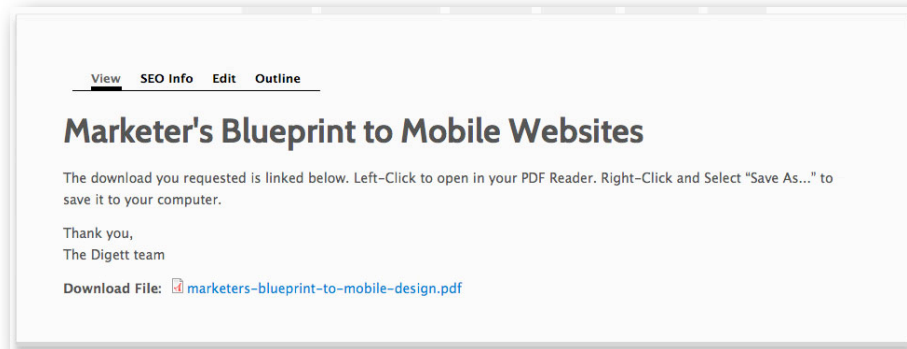 View SEO Info Edit Outline
Marketer's Blueprint to Mobile Websites
The download you requested is linked below. Left-Click to open in your PDF Reader. Right-Click and Select “Save As...” to
save it to your computer.
Thank you,
The Digett team
Download File: marketers-blueprint-to-mobile-design.pdf